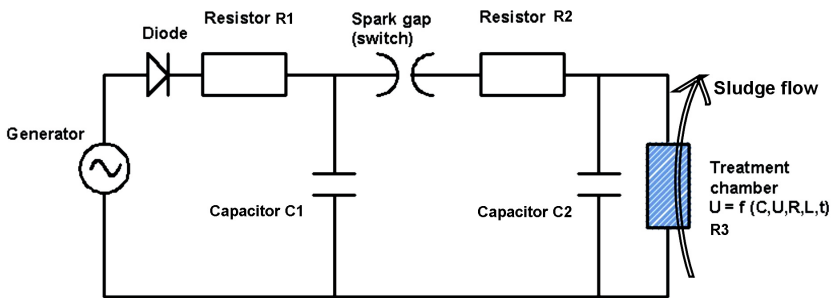 Resistor R1
Spark gap
(switch)
Resistor R2
Diode
Sludge flow
Generator
Treatment
chamber
U = f (C,U,R,L,t)
R3
Capacitor C1
Capacitor C2